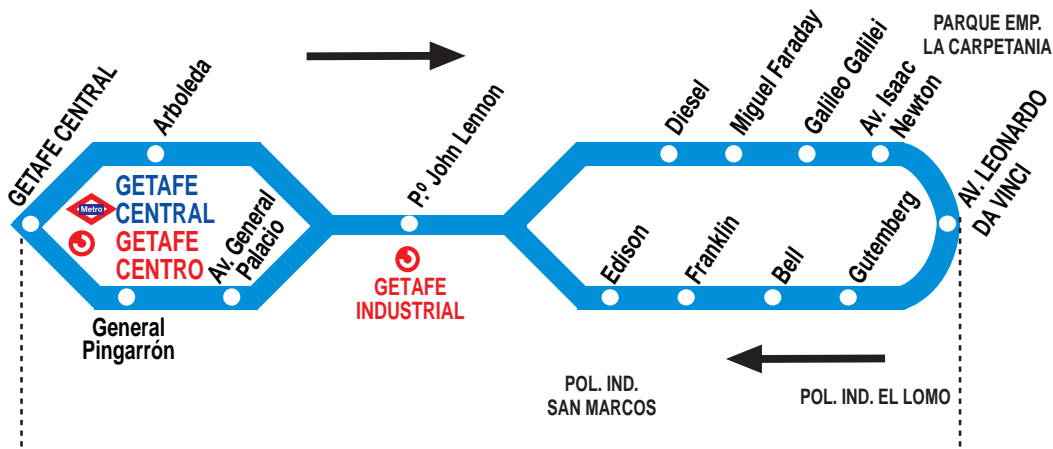 PARQUE EMP.
LA CARPETANIA
GETAFE CENTRAL
Arboleda
Pº John Lennon
Diesel
Miguel Faraday
Galileo Galilei
Av. Isaac
Newton
AV. LEONARDO
DA VINCI
Metro
GETAFE
CENTRAL
GETAFE
CENTRO
Av. General
Palacio
General
Pingarrón
GETAFE
INDUSTRIAL
Edison
Franklin
Bell
Gutemberg
POL. IND.
SAN MARCOS
POL. IND. EL LOMO